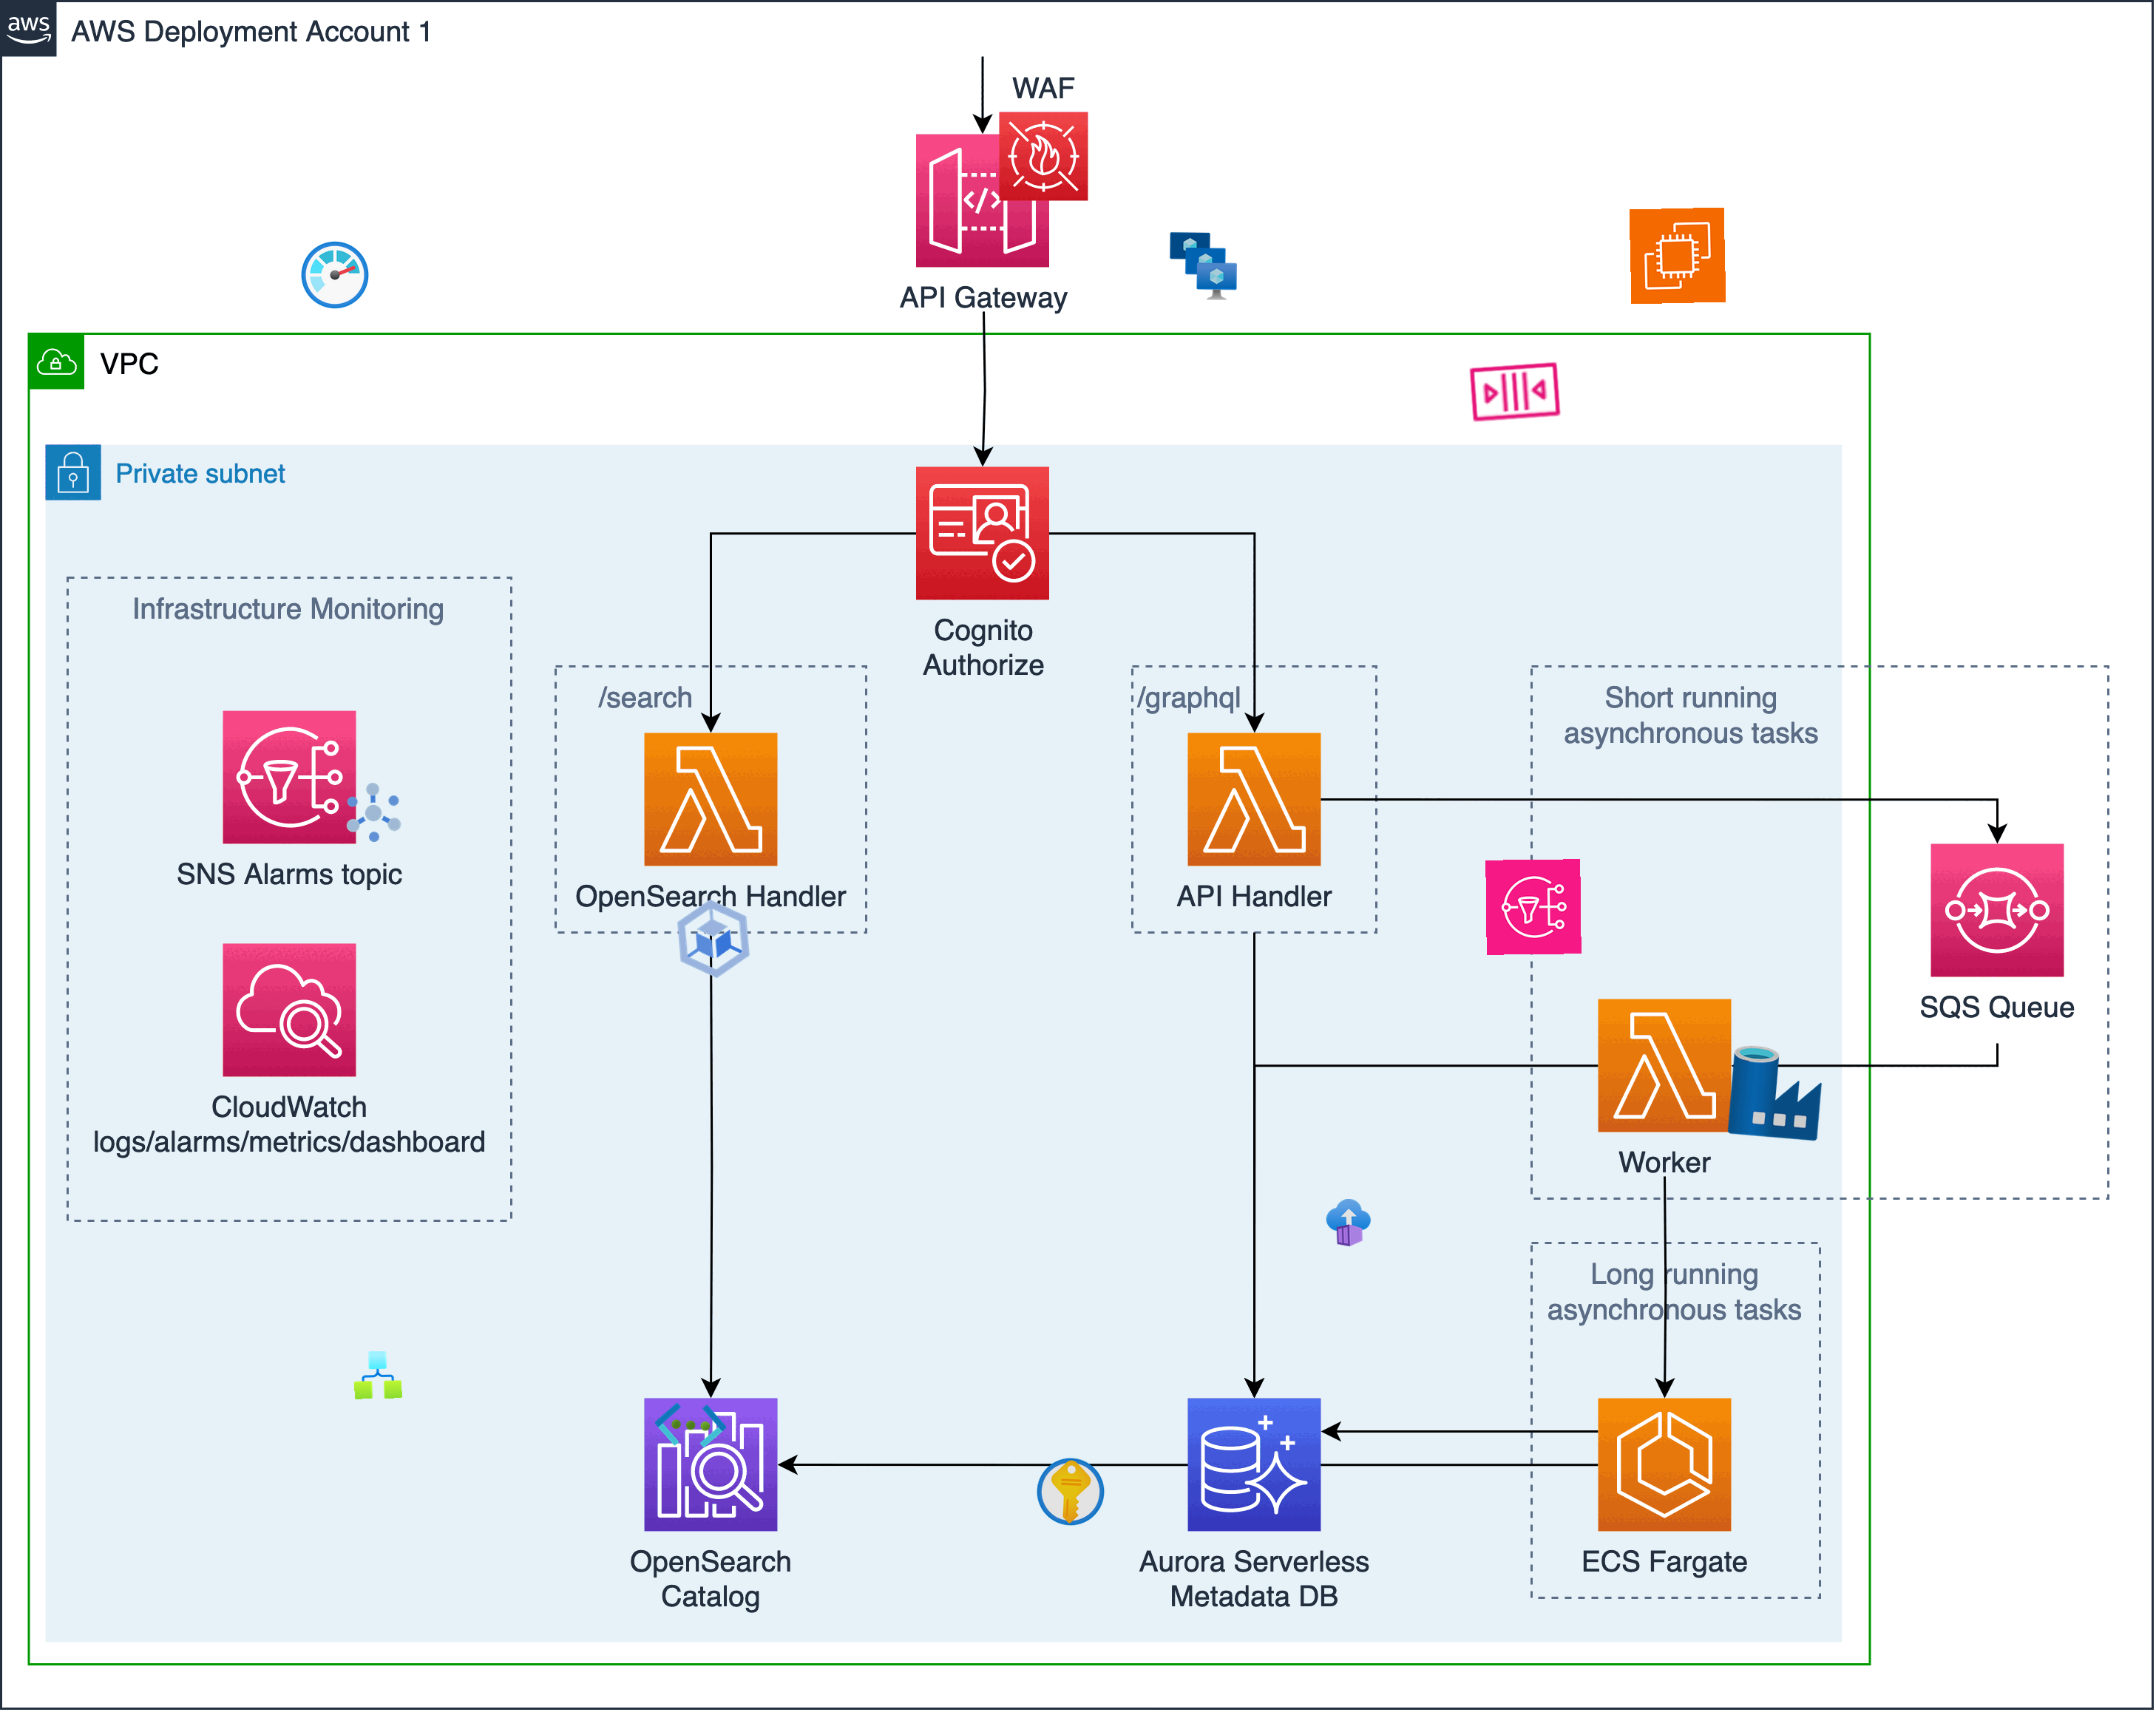 aws
AWS Deployment Account 1
WAF
</>
API Gateway
VPC
Private subnet
Cognito
Authorize
Infrastructure Monitoring
/search
/graphql
Short running
asynchronous tasks
SNS Alarms topic
OpenSearch Handler
API Handler
SQS Queue
CloudWatch
logs/alarms/metrics/dashboard
Worker
Long running
asynchronous tasks
OpenSearch
Catalog
Aurora Serverless
Metadata DB
ECS Fargate